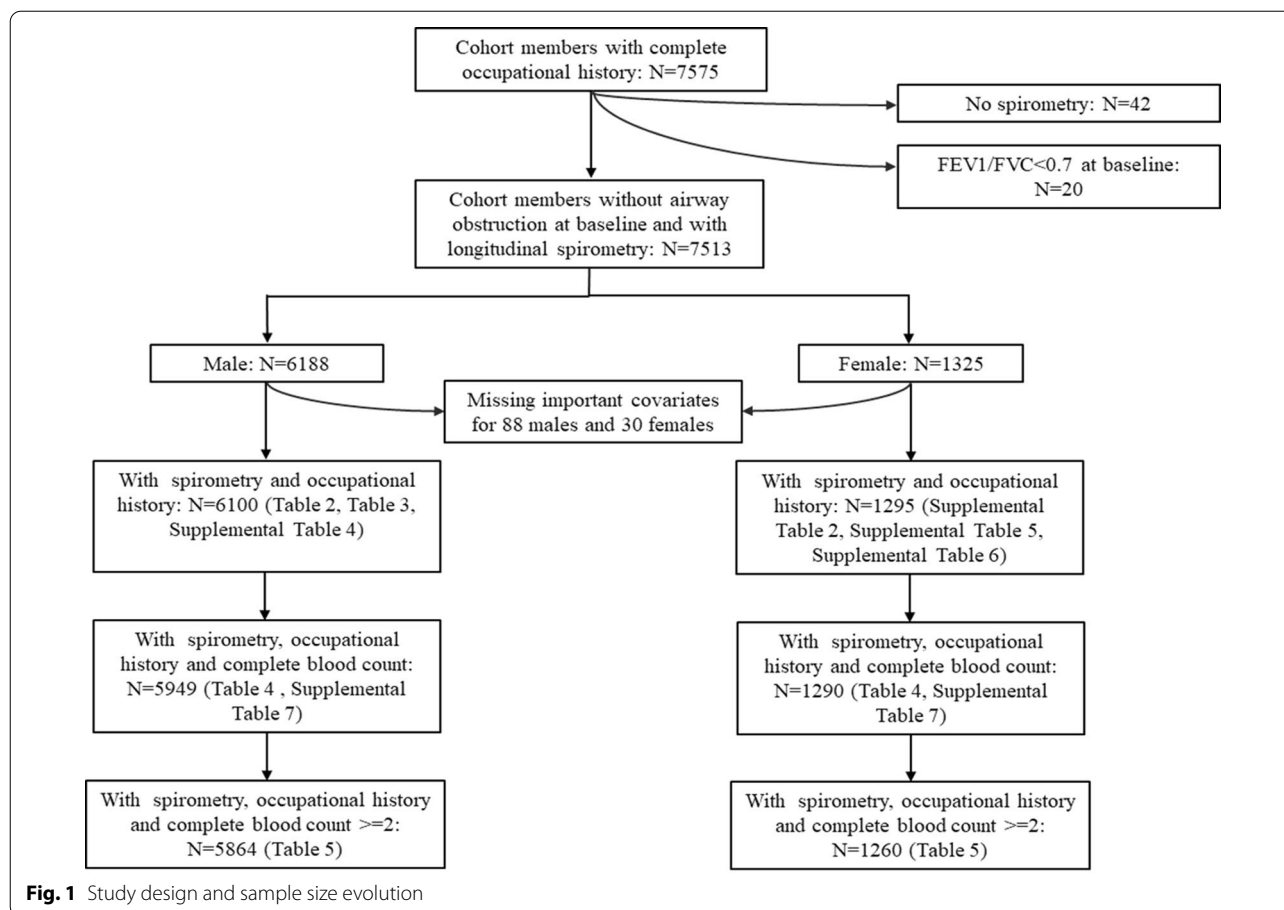 Cohort members with complete
occupational history: N=7575
No spirometry: N=42
FEV1/FVC<0.7 at baseline:
N=20
Cohort members without airway
obstruction at baseline and with
longitudinal spirometry: N=7513
Male: N=6188
Female: N=1325
Missing important covariates
for 88 males and 30 females
With spirometry and occupational
history: N=6100 (Table 2, Table 3,
Supplemental Table 4)
With spirometry and occupational
history: N=1295 (Supplemental
Table 2, Supplemental Table 5,
Supplemental Table 6)
With spirometry, occupational
history and complete blood count:
N=5949 (Table 4 , Supplemental
Table 7)
With spirometry, occupational
history and complete blood count:
N=1290 (Table 4, Supplemental
Table 7)
With spirometry, occupational history
and complete blood count >=2:
N=5864 (Table 5)
With spirometry, occupational history
and complete blood count >=2:
N=1260 (Table 5)
Fig. 1 Study design and sample size evolution